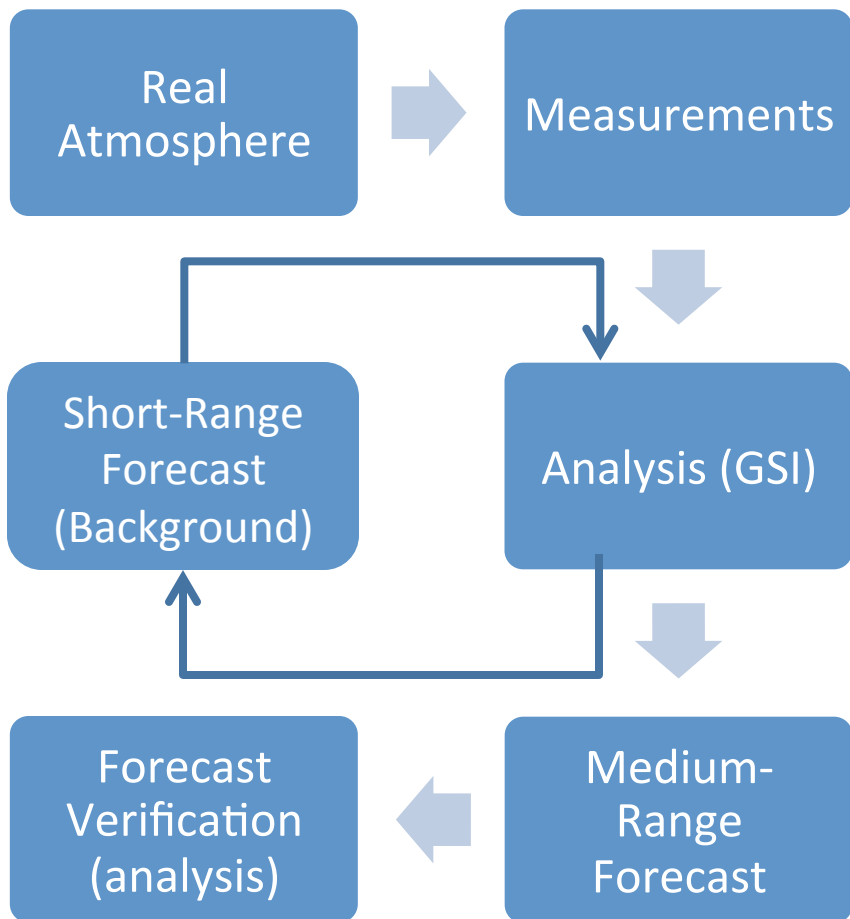 Real
Atmosphere
Measurements
Short-Range
Forecast
(Background)
Analysis (GSI)
Forecast
Verification
(analysis)
Medium-
Range
Forecast